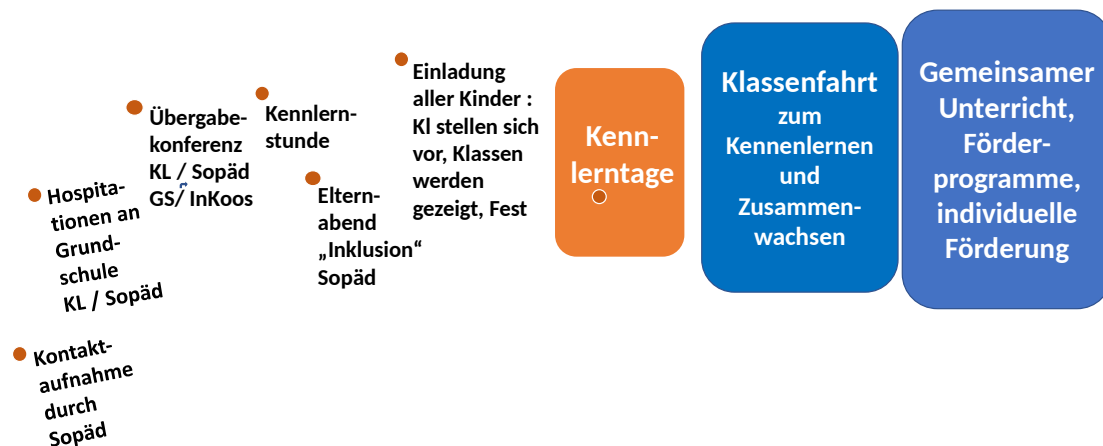 Kontakt-
aufnahme
durch
Sopäd
Hospita-
tionen an
Grund-
schule
KL / Sopäd
Übergabe-
konferenz
KL / Sopäd
GS/ InKoos
Kennlern-
stunde
Eltern-
abend
„Inklusion“
Sopäd
Einladung
aller Kinder :
Kl stellen sich
vor, Klassen
werden
gezeigt, Fest
Kenn-
lerntage
Klassenfahrt
zum
Kennenlernen
und
Zusammen-
wachsen
Gemeinsamer
Unterricht,
Förder-
programme,
individuelle
Förderung